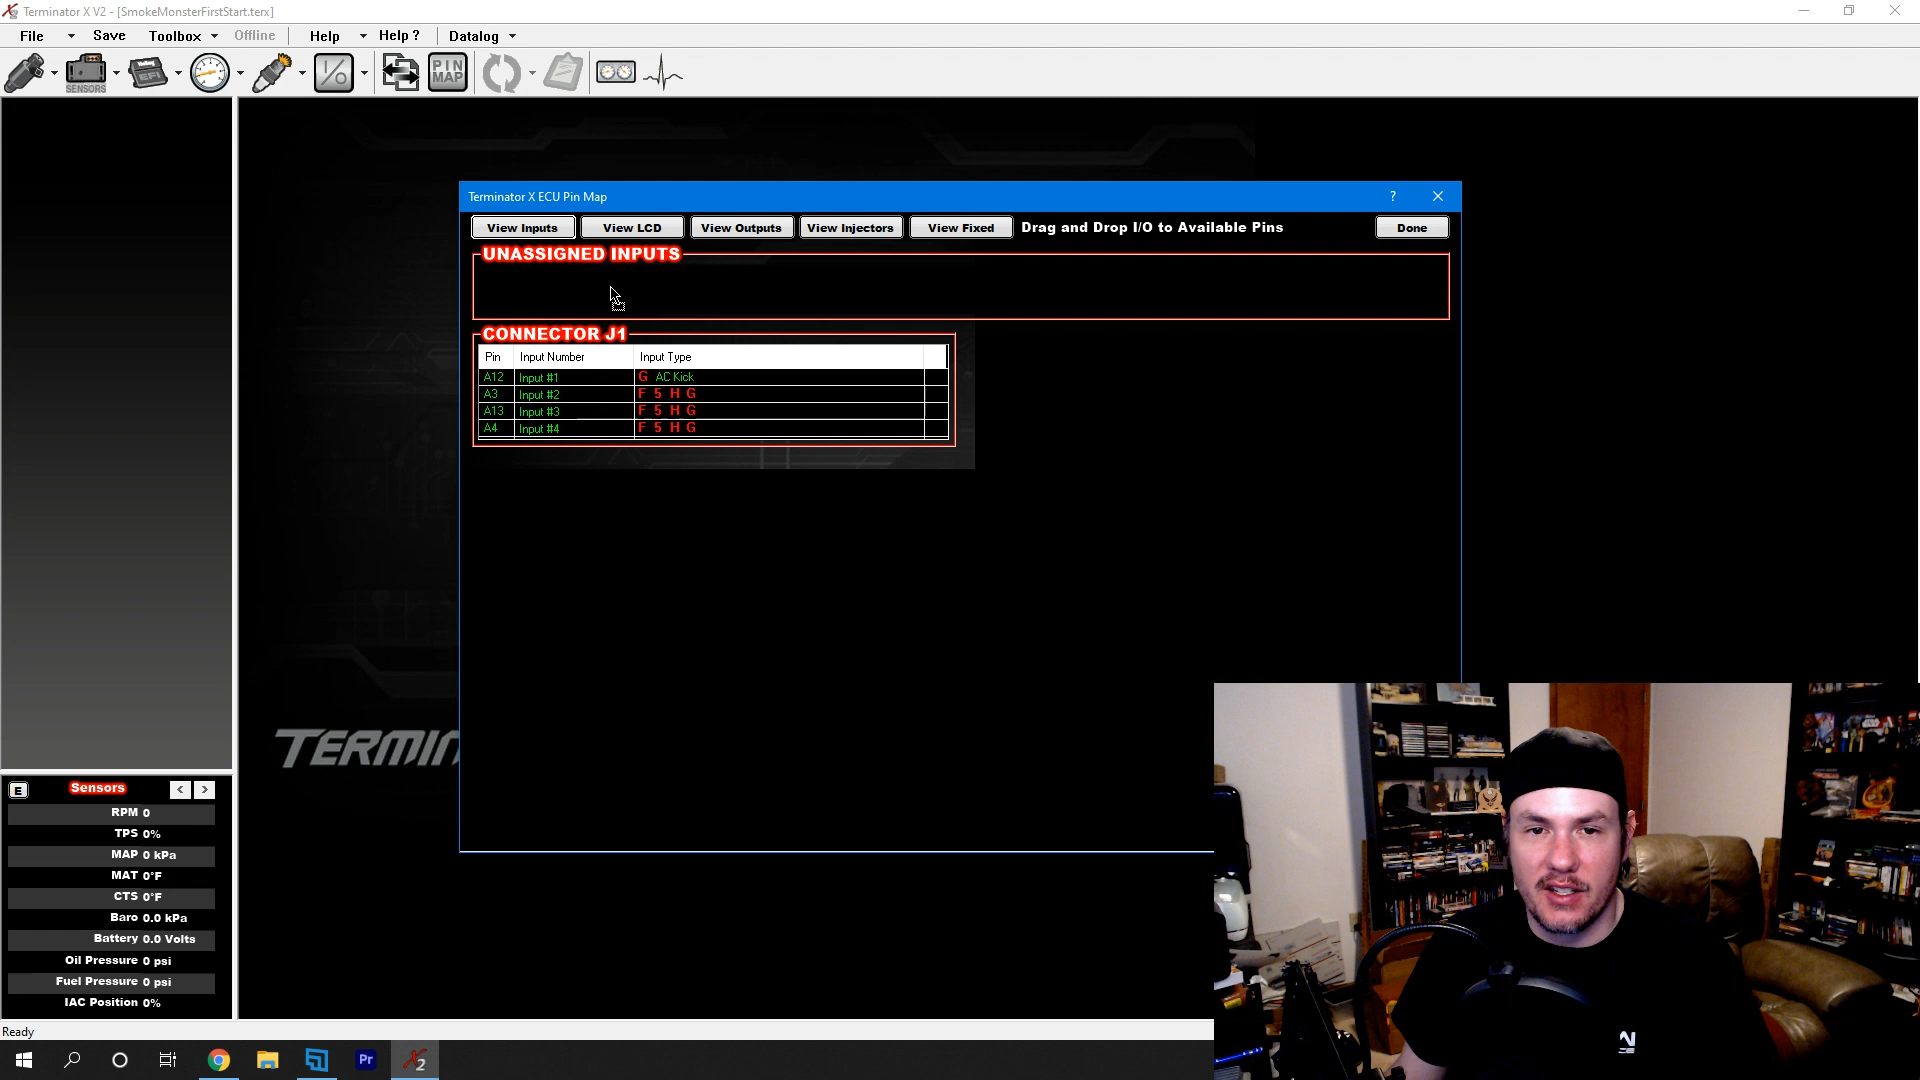 Terminator X V2 - [SmokeMonsterFirstStart.terx]
File Save Toolbox Offline Help Help ? Datalog
SENSORS EFI I/O PIN MAP
Terminator X ECU Pin Map ?
View Inputs View LCD View Outputs View Injectors View Fixed Drag and Drop I/O to Available Pins Done
UNASSIGNED INPUTS
CONNECTOR J1
Pin Input Number Input Type
A12 Input #1 G AC Kick
A3 Input #2 F 5 H G
A13 Input #3 F 5 H G
A4 Input #4 F 5 H G
TERMIN
E Sensors < >
RPM 0
TPS 0%
MAP 0 kPa
MAT 0°F
CTS 0°F
Baro 0.0 kPa
Battery 0.0 Volts
Oil Pressure 0 psi
Fuel Pressure 0 psi
IAC Position 0%
Ready
Pr X2